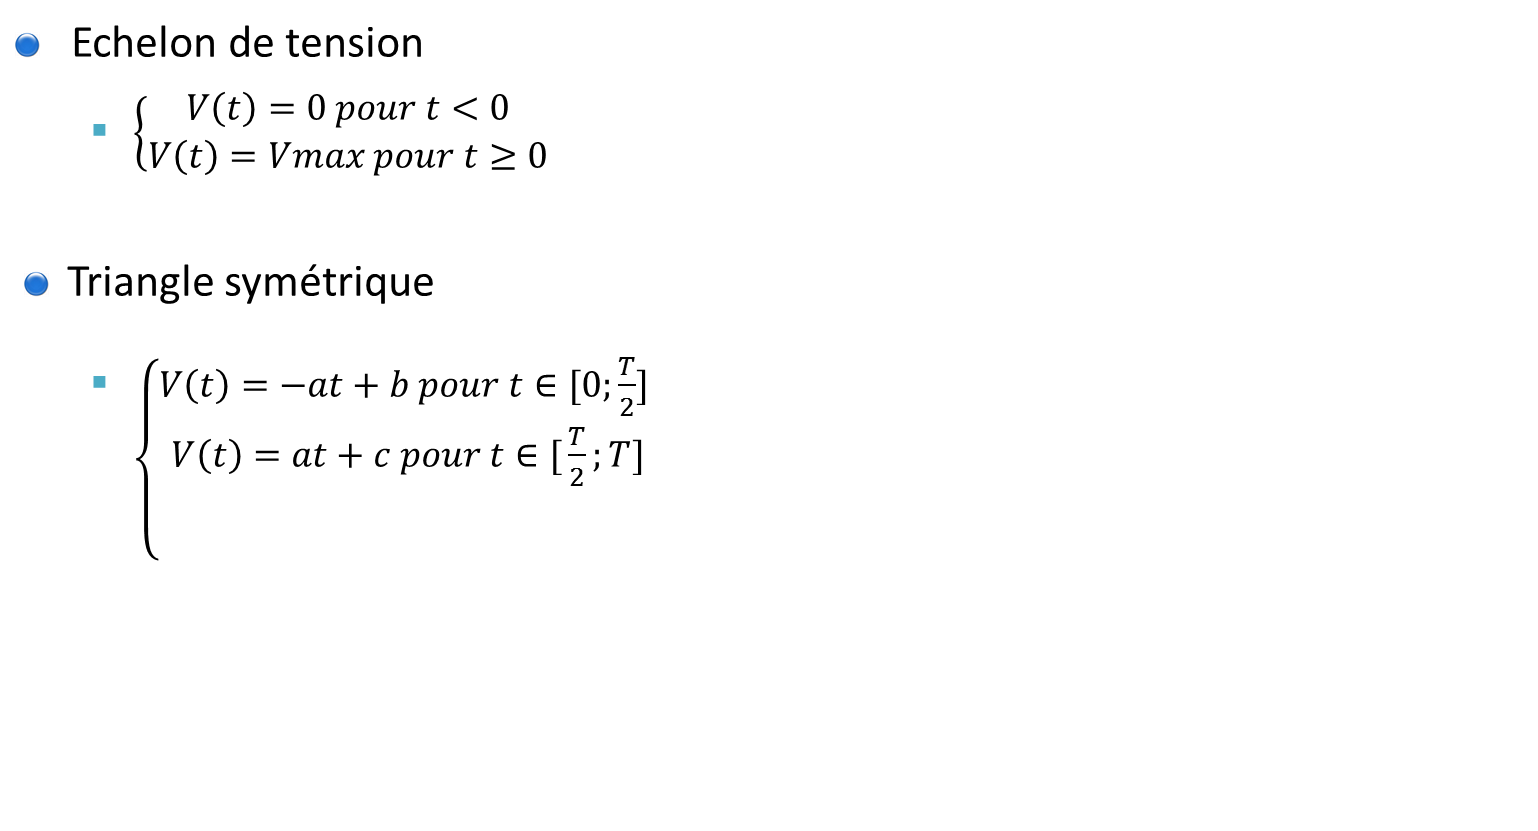 Echelon de tension
V(t) = 0 pour t < 0
V(t) = Vmax pour t ≥ 0
Triangle symétrique
V(t) = −at + b pour t ∈ [0; T/2]
V(t) = at + c pour t ∈ [T/2; T]